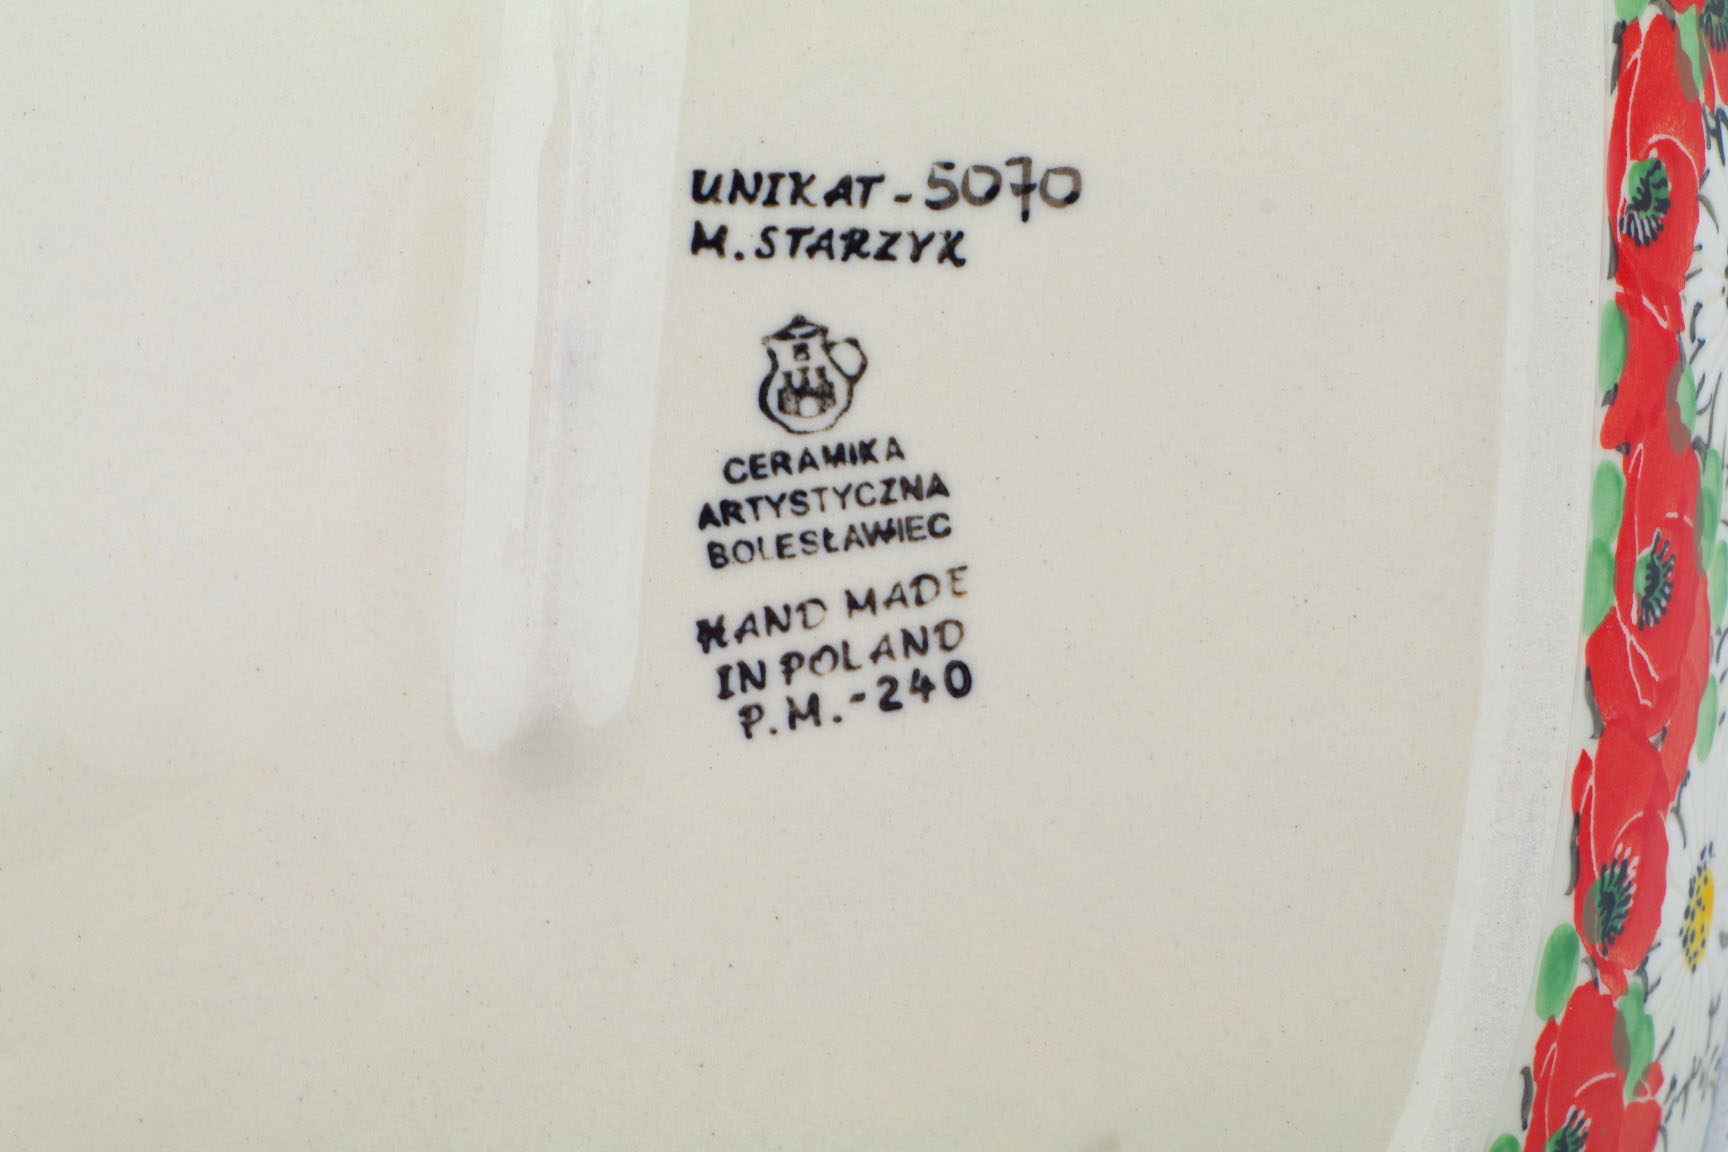 UNIKAT - 5070
M. STARZYK
B
CERAMIKA
ARTYSTYCZNA
BOLESŁAWIEC
HAND MADE
IN POLAND
P.M.-240